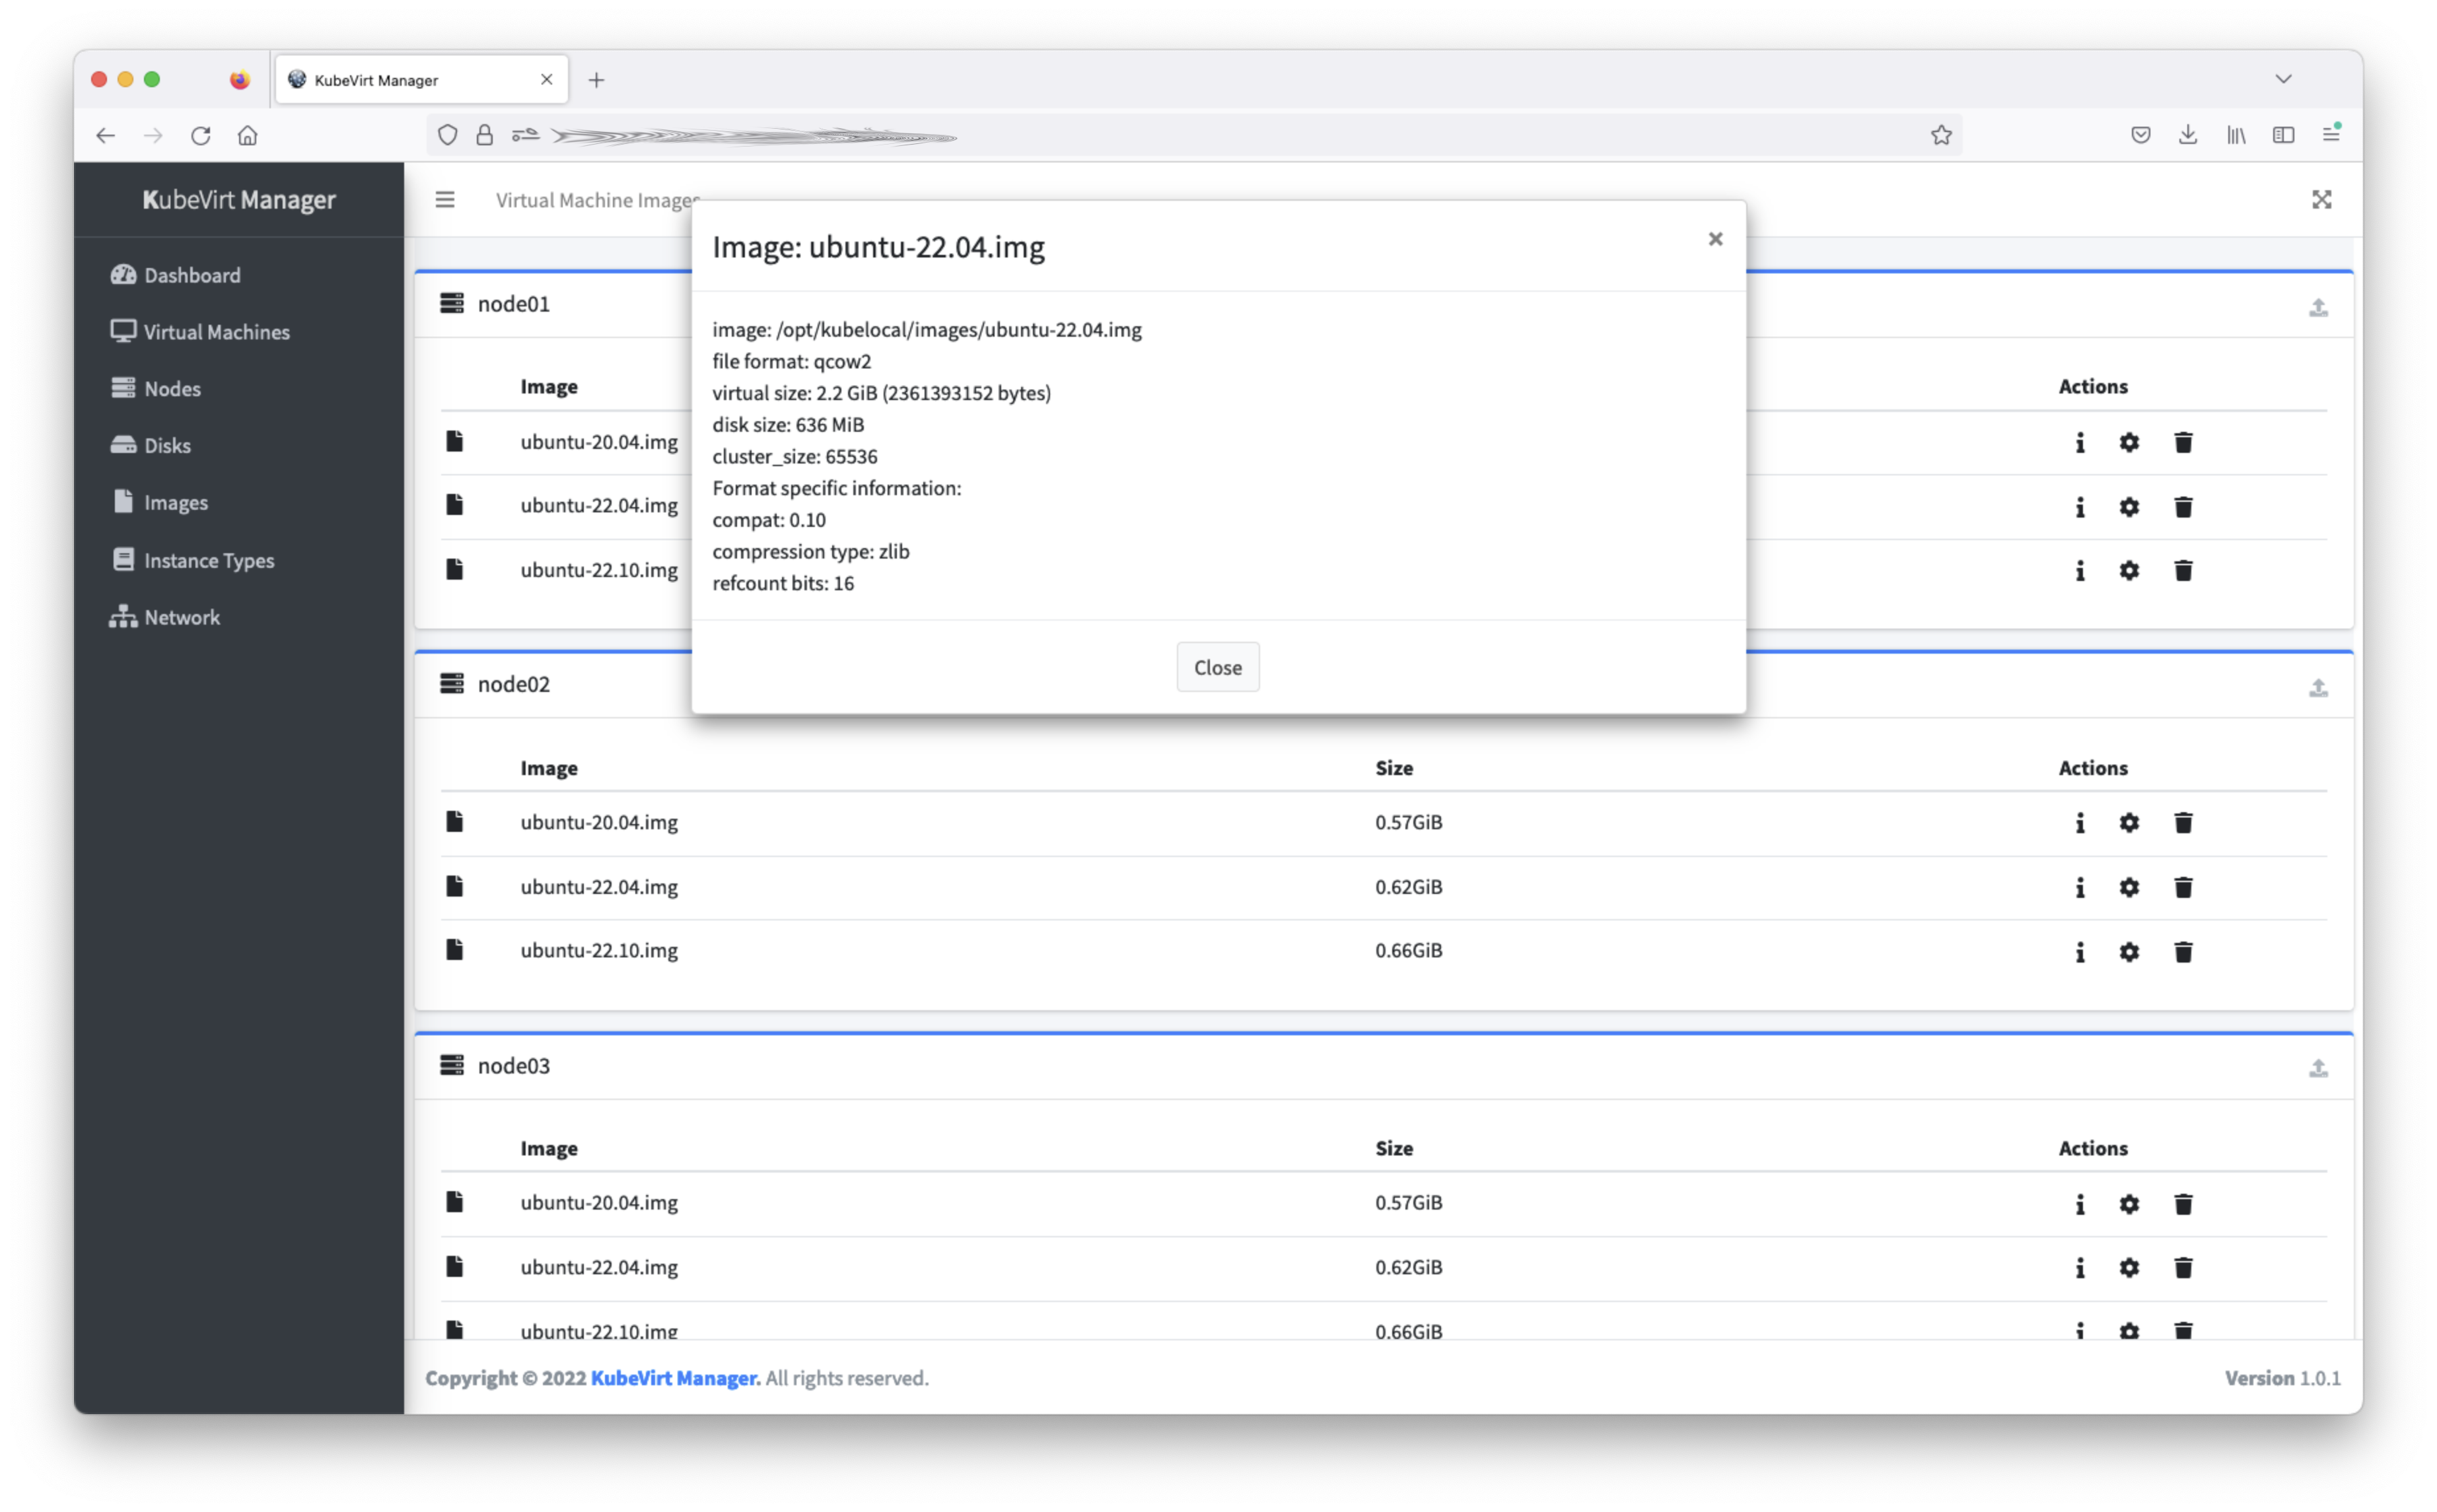 KubeVirt Manager
KubeVirt Manager
Virtual Machine Images
Dashboard
Virtual Machines
Nodes
Disks
Images
Instance Types
Network
Image: ubuntu-22.04.img
image: /opt/kubelocal/images/ubuntu-22.04.img
file format: qcow2
virtual size: 2.2 GiB (2361393152 bytes)
disk size: 636 MiB
cluster_size: 65536
Format specific information:
compat: 0.10
compression type: zlib
refcount bits: 16
Close
node01
Image Actions
ubuntu-20.04.img
ubuntu-22.04.img
ubuntu-22.10.img
node02
Image Size Actions
ubuntu-20.04.img 0.57GiB
ubuntu-22.04.img 0.62GiB
ubuntu-22.10.img 0.66GiB
node03
Image Size Actions
ubuntu-20.04.img 0.57GiB
ubuntu-22.04.img 0.62GiB
ubuntu-22.10.img 0.66GiB
Copyright © 2022 KubeVirt Manager. All rights reserved. Version 1.0.1